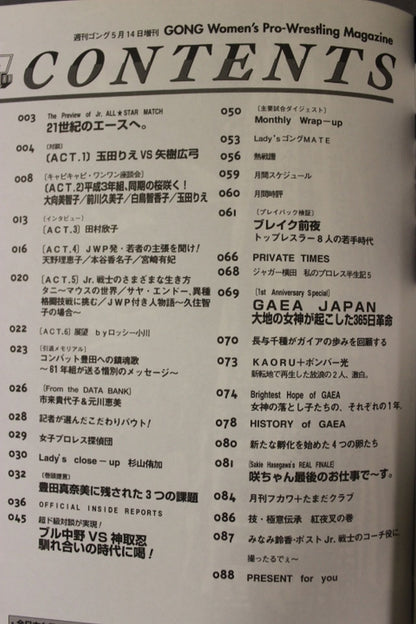 週刊ゴング5月14日増刊 GONG Women's Pro-Wrestling Magazine
CONTENTS
003 The Preview of Jr. ALL★STAR MATCH
21世紀のエースへ。
004 (対談)
(ACT.1) 玉田りえVS矢樹広弓
008 [キャピキャピ・ワンワン座談会]
(ACT.2)平成3年組、同期の桜咲く!
大向美智子/前川久美子/白鳥智香子/玉田りえ
013 [インタビュー]
[ACT.3] 田村欣子
016 [ACT.4] JWP発・若者の主張を聞け!
天野理恵子/本谷香名子/宮崎有妃
020 [ACT.5] Jr.戦士のさまざまな生き方
タニーマウスの世界/サヤ・エンドー、異種
格闘技戦に挑む/JWP付き人物語~久住智
子の場合~
022 [ACT.6] 展望 byロッシー小川
023 [引退メモリアル]
コンバット豊田への鎮魂歌
~61年組が送る惜別のメッセージ~
026 [From the DATA BANK]
市来貴代子&元川恵美
028 記者が選んだこだわりバウト!
029 女子プロレス探偵団
030 Lady's close-up 杉山侑加
032 [巻頭提言]
豊田真奈美に残された3つの課題
036 OFFICIAL INSIDE REPORTS
045 超ド級対談が実現!
ブル中野VS神取忍
馴れ合いの時代に喝!
050 [主要試合ダイジェスト]
Monthly Wrap-up
053 Lady'sゴングMATE
056 熱戦譜
059 月間スケジュール
060 月間時評
061 [プレイバック検証]
ブレイク前夜
トップレスラー8人の若手時代
066 PRIVATE TIMES
068 ジャガー横田 私のプロレス半生記5
069 [1st Anniversary Special]
GAEA JAPAN
大地の女神が起こした365日革命
070 長与千種がガイアの歩みを回顧する
073 KAORU+ボンバー光
新転地で再生した放浪の2人、激白。
074 Brightest Hope of GAEA
女神の落とし子たちの、それぞれの1年。
078 HISTORY of GAEA
080 新たな孵化を始めた4つの卵たち
081 [Sakie Hasegawa's REAL FINALE]
咲ちゃん最後のお仕事で~す。
084 月刊フカワ+たまだクラブ
086 技・極意伝承 紅夜叉の巻
087 みなみ鈴香・ポストJr.戦士のコーチ役に
撮ったるでぇ~
088 PRESENT for you